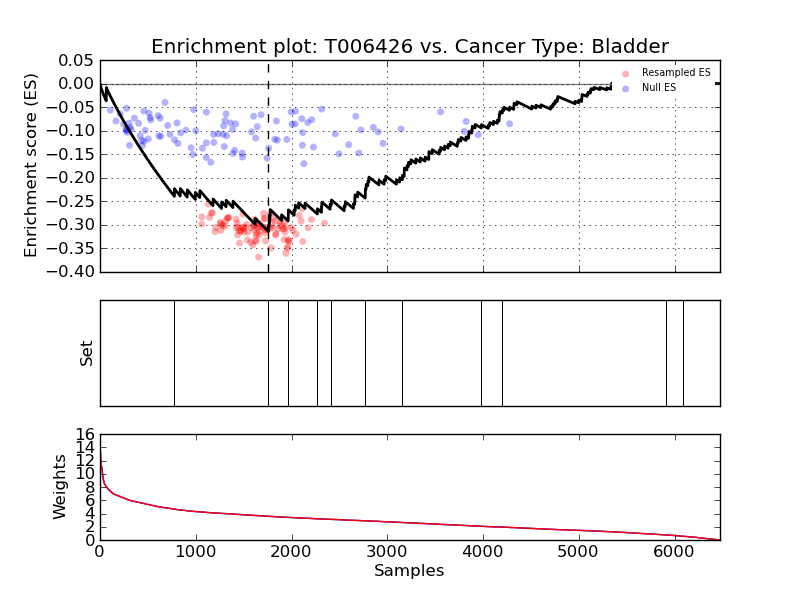 Enrichment plot: T006426 vs. Cancer Type: Bladder
Enrichment score (ES)
0.05
0.00
−0.05
−0.10
−0.15
−0.20
−0.25
−0.30
−0.35
−0.40
Resampled ES
Null ES
Set
Weights
16
14
12
10
8
6
4
2
0
0 1000 2000 3000 4000 5000 6000
Samples